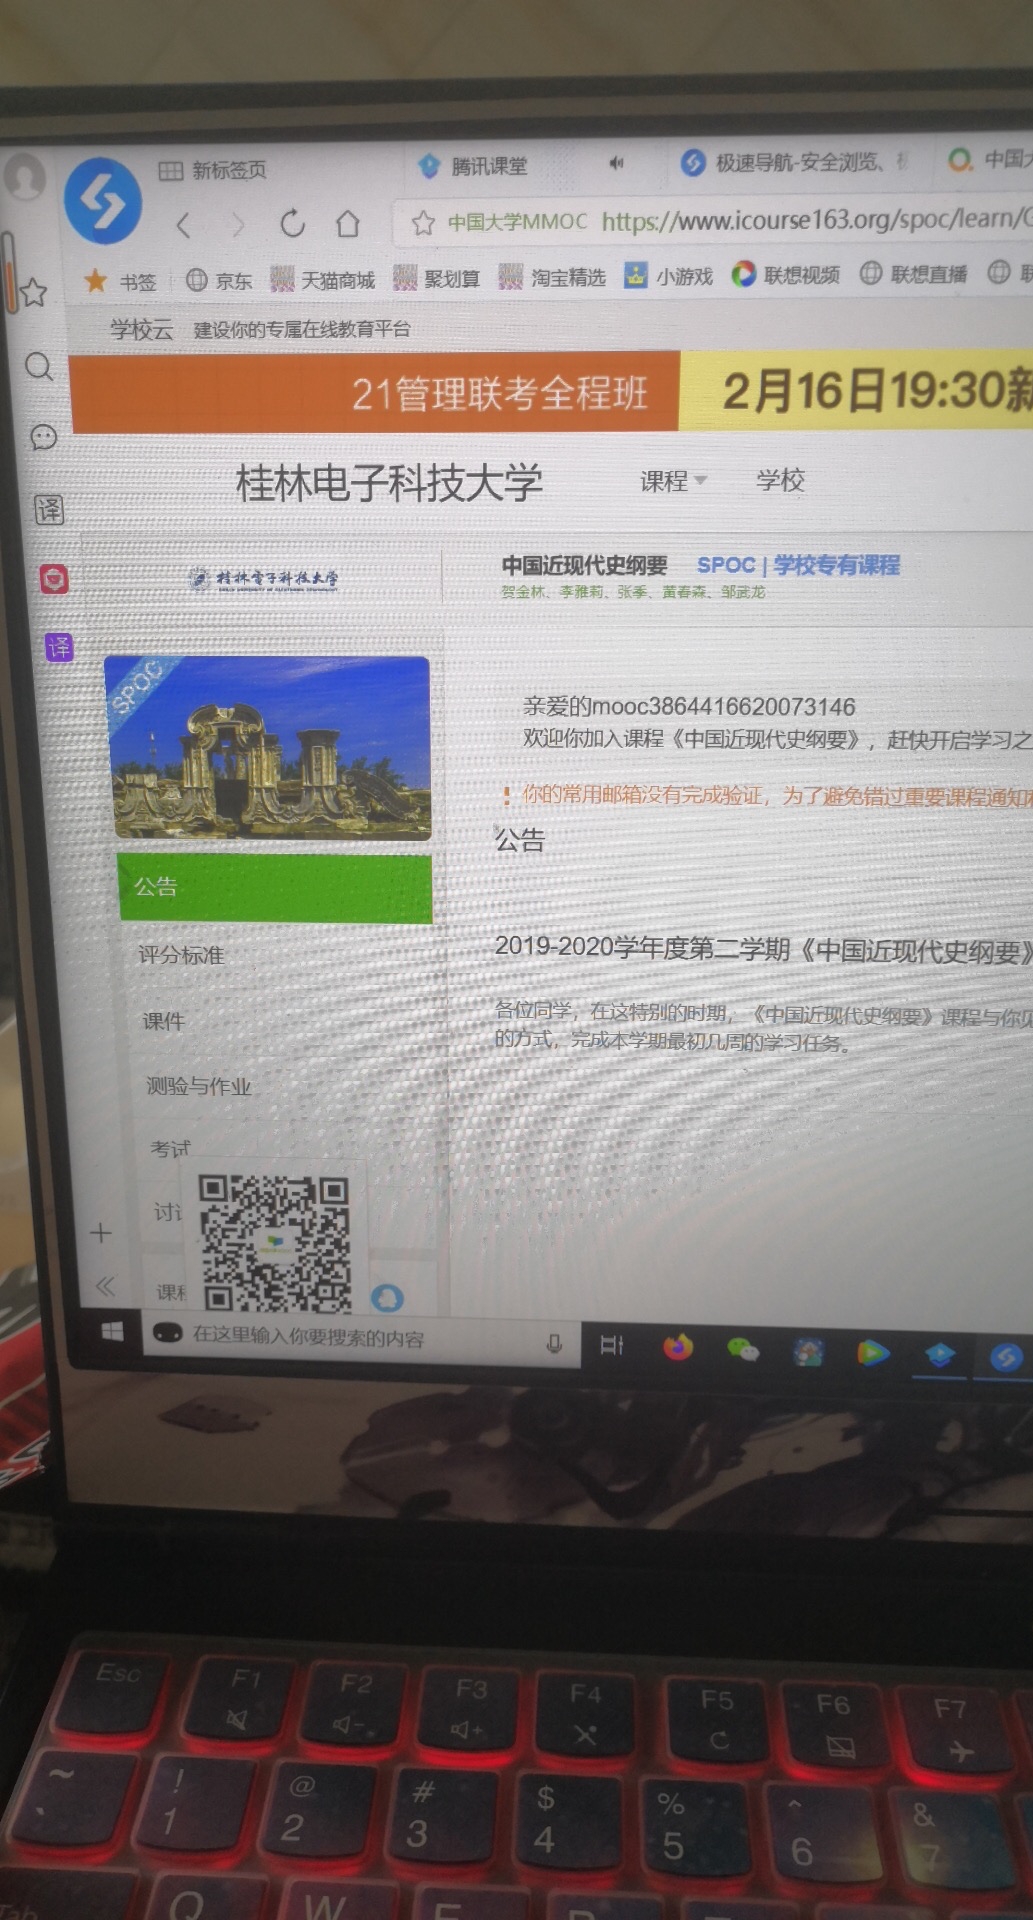 新标签页 腾讯课堂 极速导航-安全浏览、 中国大
中国大学MMOC https://www.icourse163.org/spoc/learn/
书签 京东 天猫商城 聚划算 淘宝精选 小游戏 联想视频 联想直播
学校云 建设你的专属在线教育平台
21管理联考全程班 2月16日19:30新
桂林电子科技大学 课程 学校
译
桂林电子科技大学
中国近现代史纲要 SPOC | 学校专有课程
贺金林、李雅莉、张季、董春森、邹武龙
译
SPOC
亲爱的mooc3864416620073146
欢迎你加入课程《中国近现代史纲要》，赶快开启学习之
! 你的常用邮箱没有完成验证，为了避免错过重要课程通知
公告
公告
评分标准
2019-2020学年度第二学期《中国近现代史纲要》
各位同学，在这特别的时期，《中国近现代史纲要》课程与你
的方式，完成本学期最初几周的学习任务。
课件
测验与作业
考试
讨
课程
在这里输入你要搜索的内容
Esc F1 F2 F3 F4 F5 F6 F7
~ ! @ # $ % ^ &
` 1 2 3 4 5 6 7
Tab Q W E